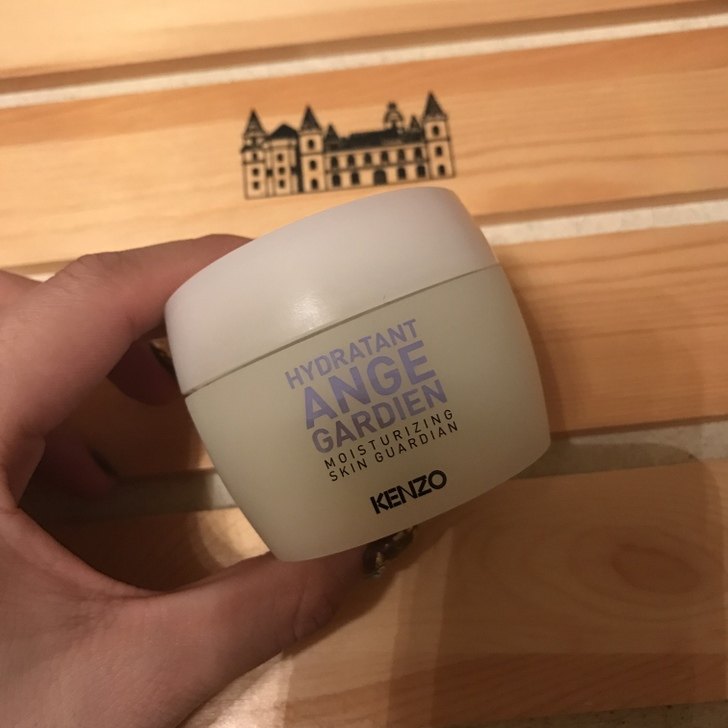 HYDRATANT
ANGE
GARDIEN
MOISTURIZING
SKIN GUARDIAN
KENZO